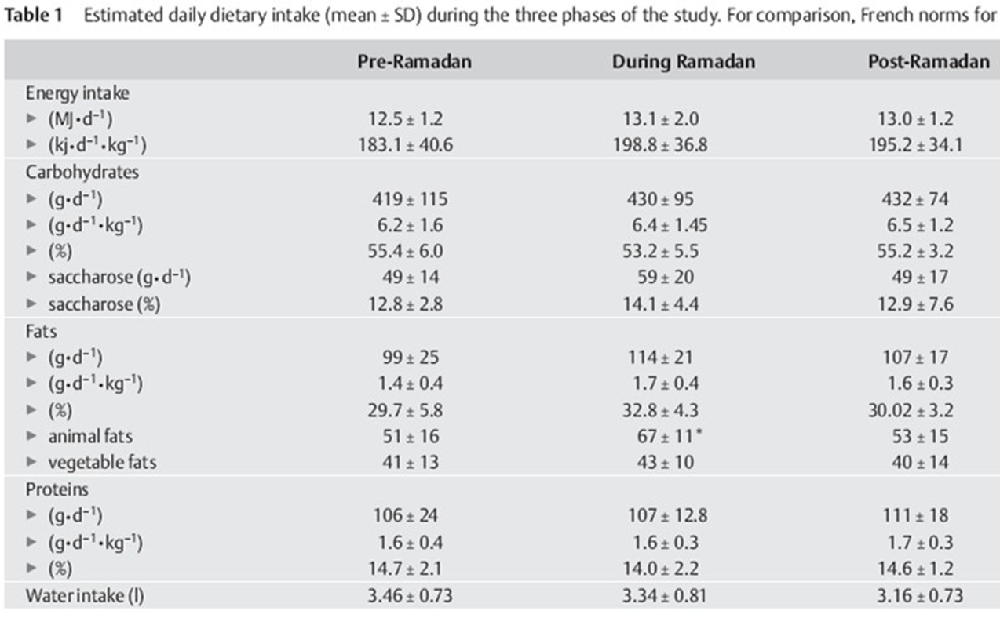 Table 1 Estimated daily dietary intake (mean ± SD) during the three phases of the study. For comparison, French norms for
Pre-Ramadan During Ramadan Post-Ramadan
Energy intake
► (MJ·d⁻¹) 12.5 ± 1.2 13.1 ± 2.0 13.0 ± 1.2
► (kj·d⁻¹·kg⁻¹) 183.1 ± 40.6 198.8 ± 36.8 195.2 ± 34.1
Carbohydrates
► (g·d⁻¹) 419 ± 115 430 ± 95 432 ± 74
► (g·d⁻¹·kg⁻¹) 6.2 ± 1.6 6.4 ± 1.45 6.5 ± 1.2
► (%) 55.4 ± 6.0 53.2 ± 5.5 55.2 ± 3.2
► saccharose (g·d⁻¹) 49 ± 14 59 ± 20 49 ± 17
► saccharose (%) 12.8 ± 2.8 14.1 ± 4.4 12.9 ± 7.6
Fats
► (g·d⁻¹) 99 ± 25 114 ± 21 107 ± 17
► (g·d⁻¹·kg⁻¹) 1.4 ± 0.4 1.7 ± 0.4 1.6 ± 0.3
► (%) 29.7 ± 5.8 32.8 ± 4.3 30.02 ± 3.2
► animal fats 51 ± 16 67 ± 11* 53 ± 15
► vegetable fats 41 ± 13 43 ± 10 40 ± 14
Proteins
► (g·d⁻¹) 106 ± 24 107 ± 12.8 111 ± 18
► (g·d⁻¹·kg⁻¹) 1.6 ± 0.4 1.6 ± 0.3 1.7 ± 0.3
► (%) 14.7 ± 2.1 14.0 ± 2.2 14.6 ± 1.2
Water intake (l) 3.46 ± 0.73 3.34 ± 0.81 3.16 ± 0.73